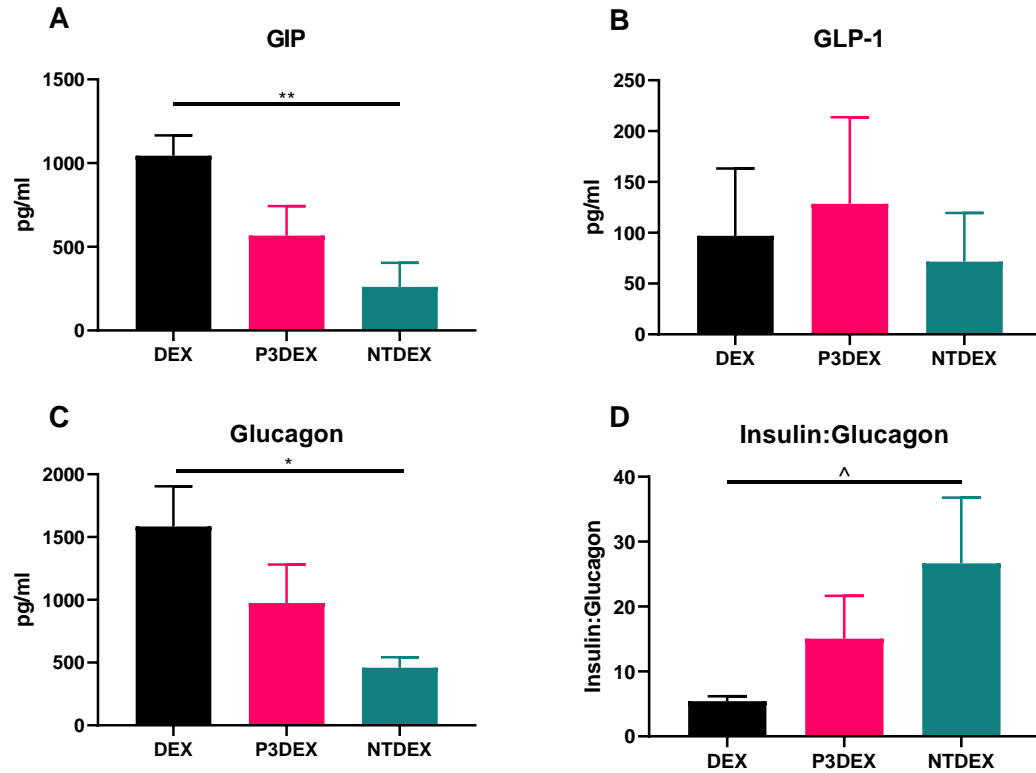 A
GIP
1500
1000
500
0
pg/ml
**
DEX P3DEX NTDEX
B
GLP-1
250
200
150
100
50
0
pg/ml
DEX P3DEX NTDEX
C
Glucagon
2000
1500
1000
500
0
pg/ml
*
DEX P3DEX NTDEX
D
Insulin:Glucagon
40
30
20
10
0
Insulin:Glucagon
^
DEX P3DEX NTDEX